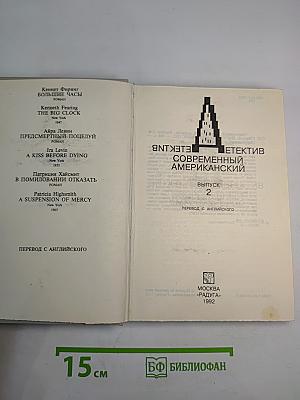 Кеннет Фиринг
БОЛЬШИЕ ЧАСЫ
РОМАН
Kenneth Fearing
THE BIG CLOCK
New York
1947
Айра Левин
ПРЕДСМЕРТНЫЙ ПОЦЕЛУЙ
РОМАН
Ira Levin
A KISS BEFORE DYING
New York
1953
Патриция Хайсмит
В ПОМИЛОВАНИИ ОТКАЗАТЬ
РОМАН
Patricia Highsmith
A SUSPENSION OF MERCY
New York
ПЕРЕВОД С АНГЛИЙСКОГО
ДЕТЕКТИВ
ДЕТЕКТИВ
СОВРЕМЕННЫЙ
АМЕРИКАНСКИЙ
ВЫПУСК
2
ПЕРЕВОД С АНГЛИЙСКОГО
МОСКВА
«РАДУГА»
1992
15 см
БФ БИБЛИОФАН